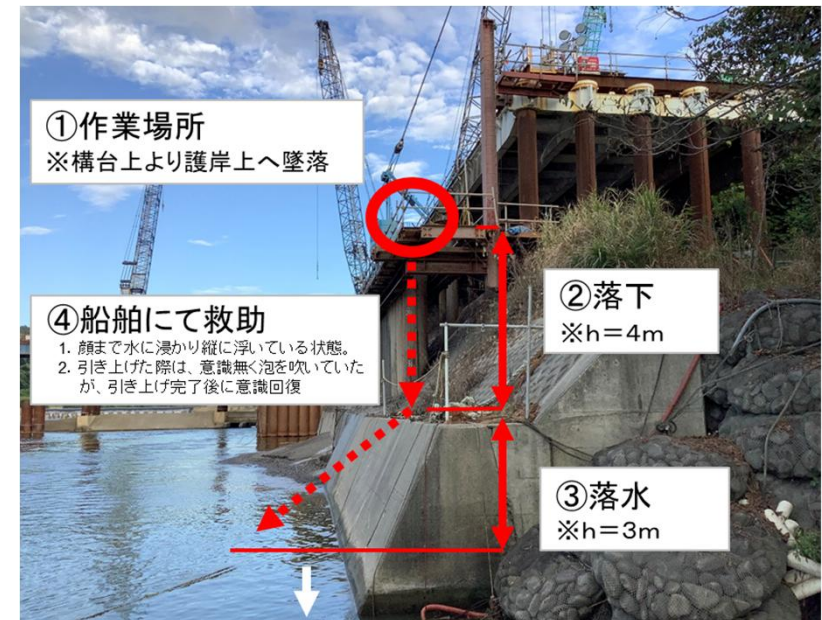 ①作業場所
※構台上より護岸上へ墜落
②落下
※h=4m
④船舶にて救助
1. 顔まで水に浸かり縦に浮いている状態。
2. 引き上げた際は、意識無く泡を吹いていた
が、引き上げ完了後に意識回復
③落水
※h=3m